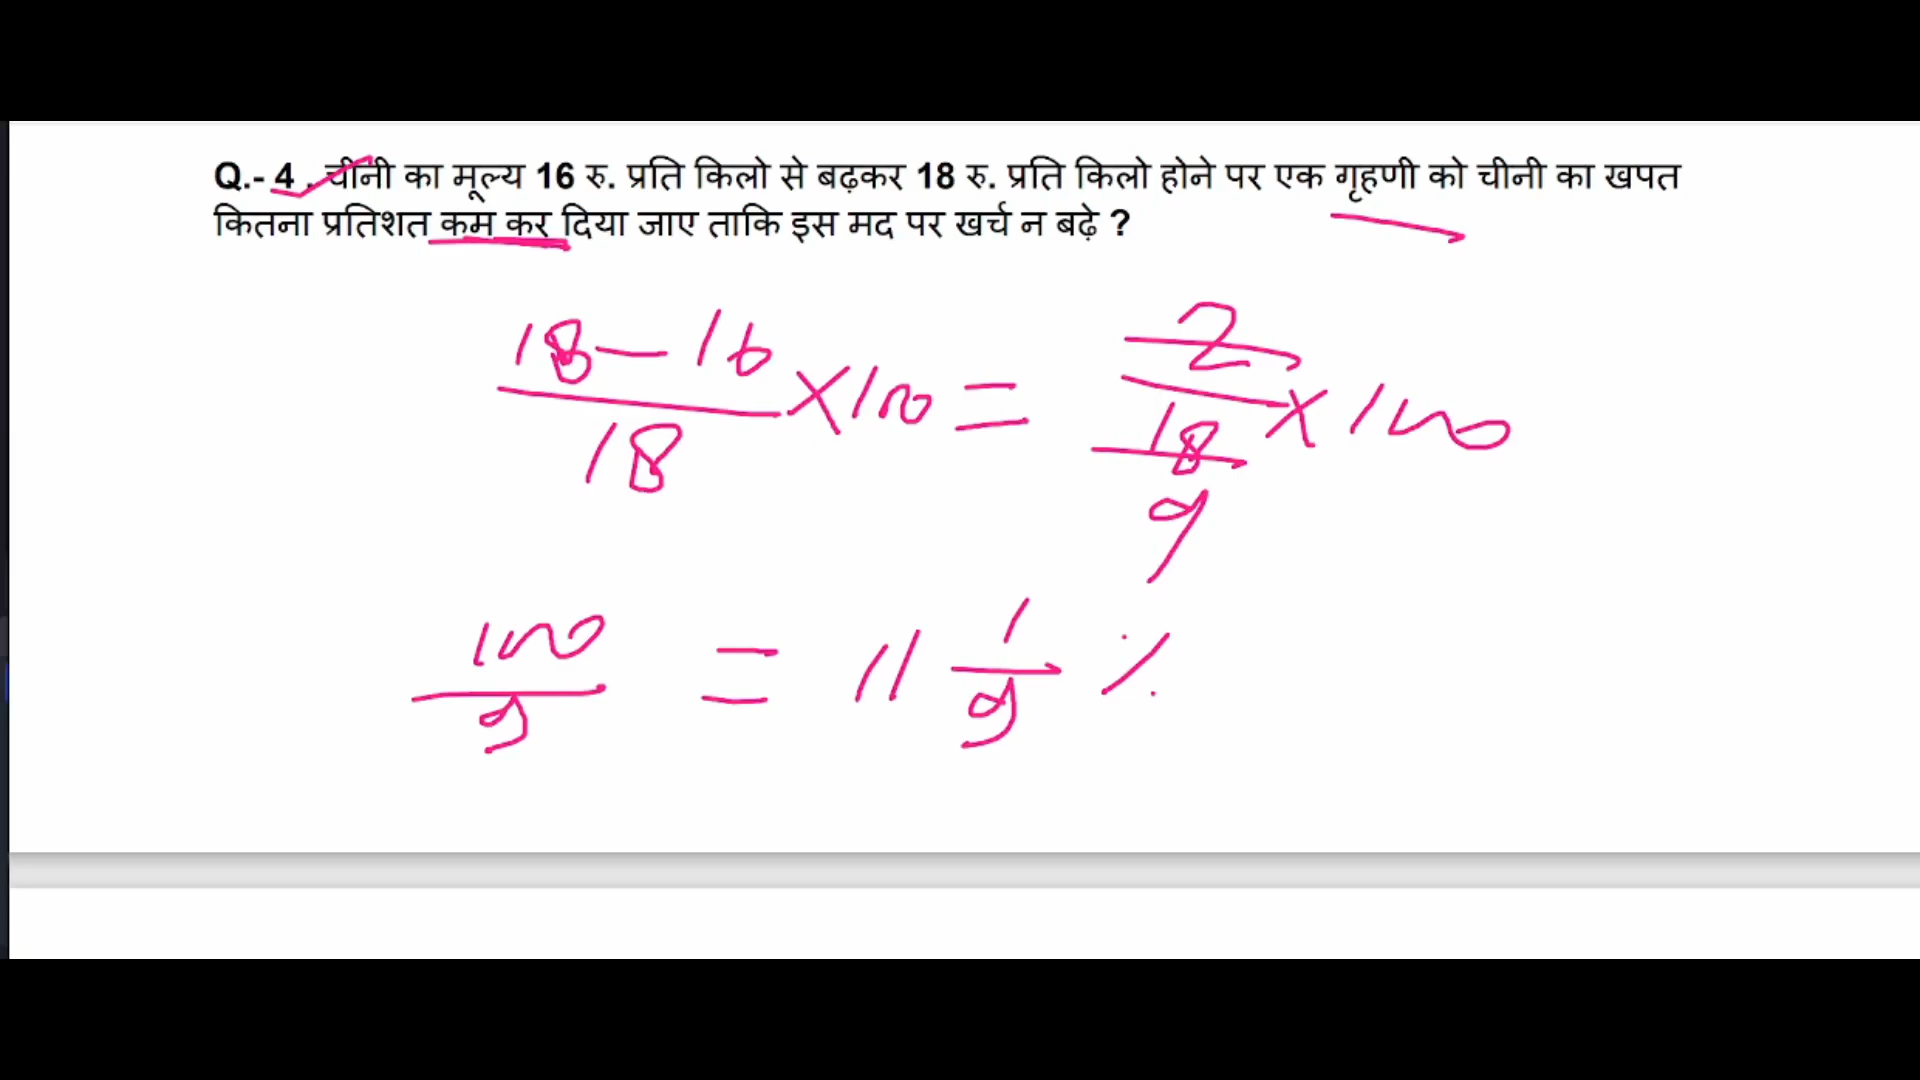 Q.- 4 . चीनी का मूल्य 16 रु. प्रति किलो से बढ़कर 18 रु. प्रति किलो होने पर एक गृहणी को चीनी का खपत
कितना प्रतिशत कम कर दिया जाए ताकि इस मद पर खर्च न बढ़े ?
18 – 16 / 18 × 100 = 2 / 18 × 100
9
100 / 9 = 11 1/9 %